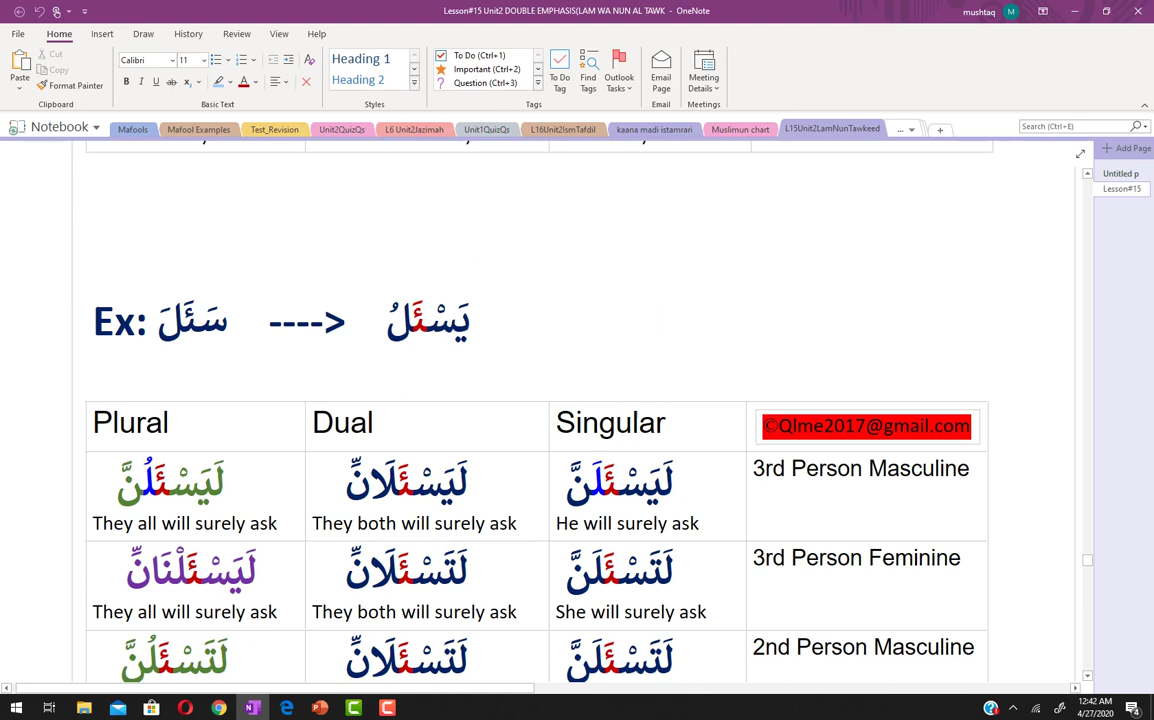 Lesson#15 Unit2 DOUBLE EMPHASIS(LAM WA NUN AL TAWK - OneNote
mushtaq M
File Home Insert Draw History Review View Help
Paste Cut Copy Format Painter
Clipboard
Calibri 11
B I U ab x A
Basic Text
Heading 1
Heading 2
Styles
To Do (Ctrl+1)
Important (Ctrl+2)
Question (Ctrl+3)
To Do Tag
Find Tags
Outlook Tasks
Tags
Email Page
Email
Meeting Details
Meetings
Notebook Mafools Mafool Examples Test_Revision Unit2QuizQs L6 Unit2Jazimah Unit1QuizQs L16Unit2IsmTafdil kaana madi istamrari Muslimun chart L15Unit2LamNunTawkeed ... + Search (Ctrl+E)
+ Add Page
Untitled p
Lesson#15
Ex: سَئَلَ ----> يَسْئَلُ
Plural Dual Singular ©Qlme2017@gmail.com
لَيَسْئَلُنَّ لَيَسْئَلَانِّ لَيَسْئَلَنَّ 3rd Person Masculine
They all will surely ask They both will surely ask He will surely ask
لَيَسْئَلْنَانِّ لَتَسْئَلَانِّ لَتَسْئَلَنَّ 3rd Person Feminine
They all will surely ask They both will surely ask She will surely ask
لَتَسْئَلُنَّ لَتَسْئَلَانِّ لَتَسْئَلَنَّ 2nd Person Masculine
12:42 AM
4/27/2020
4